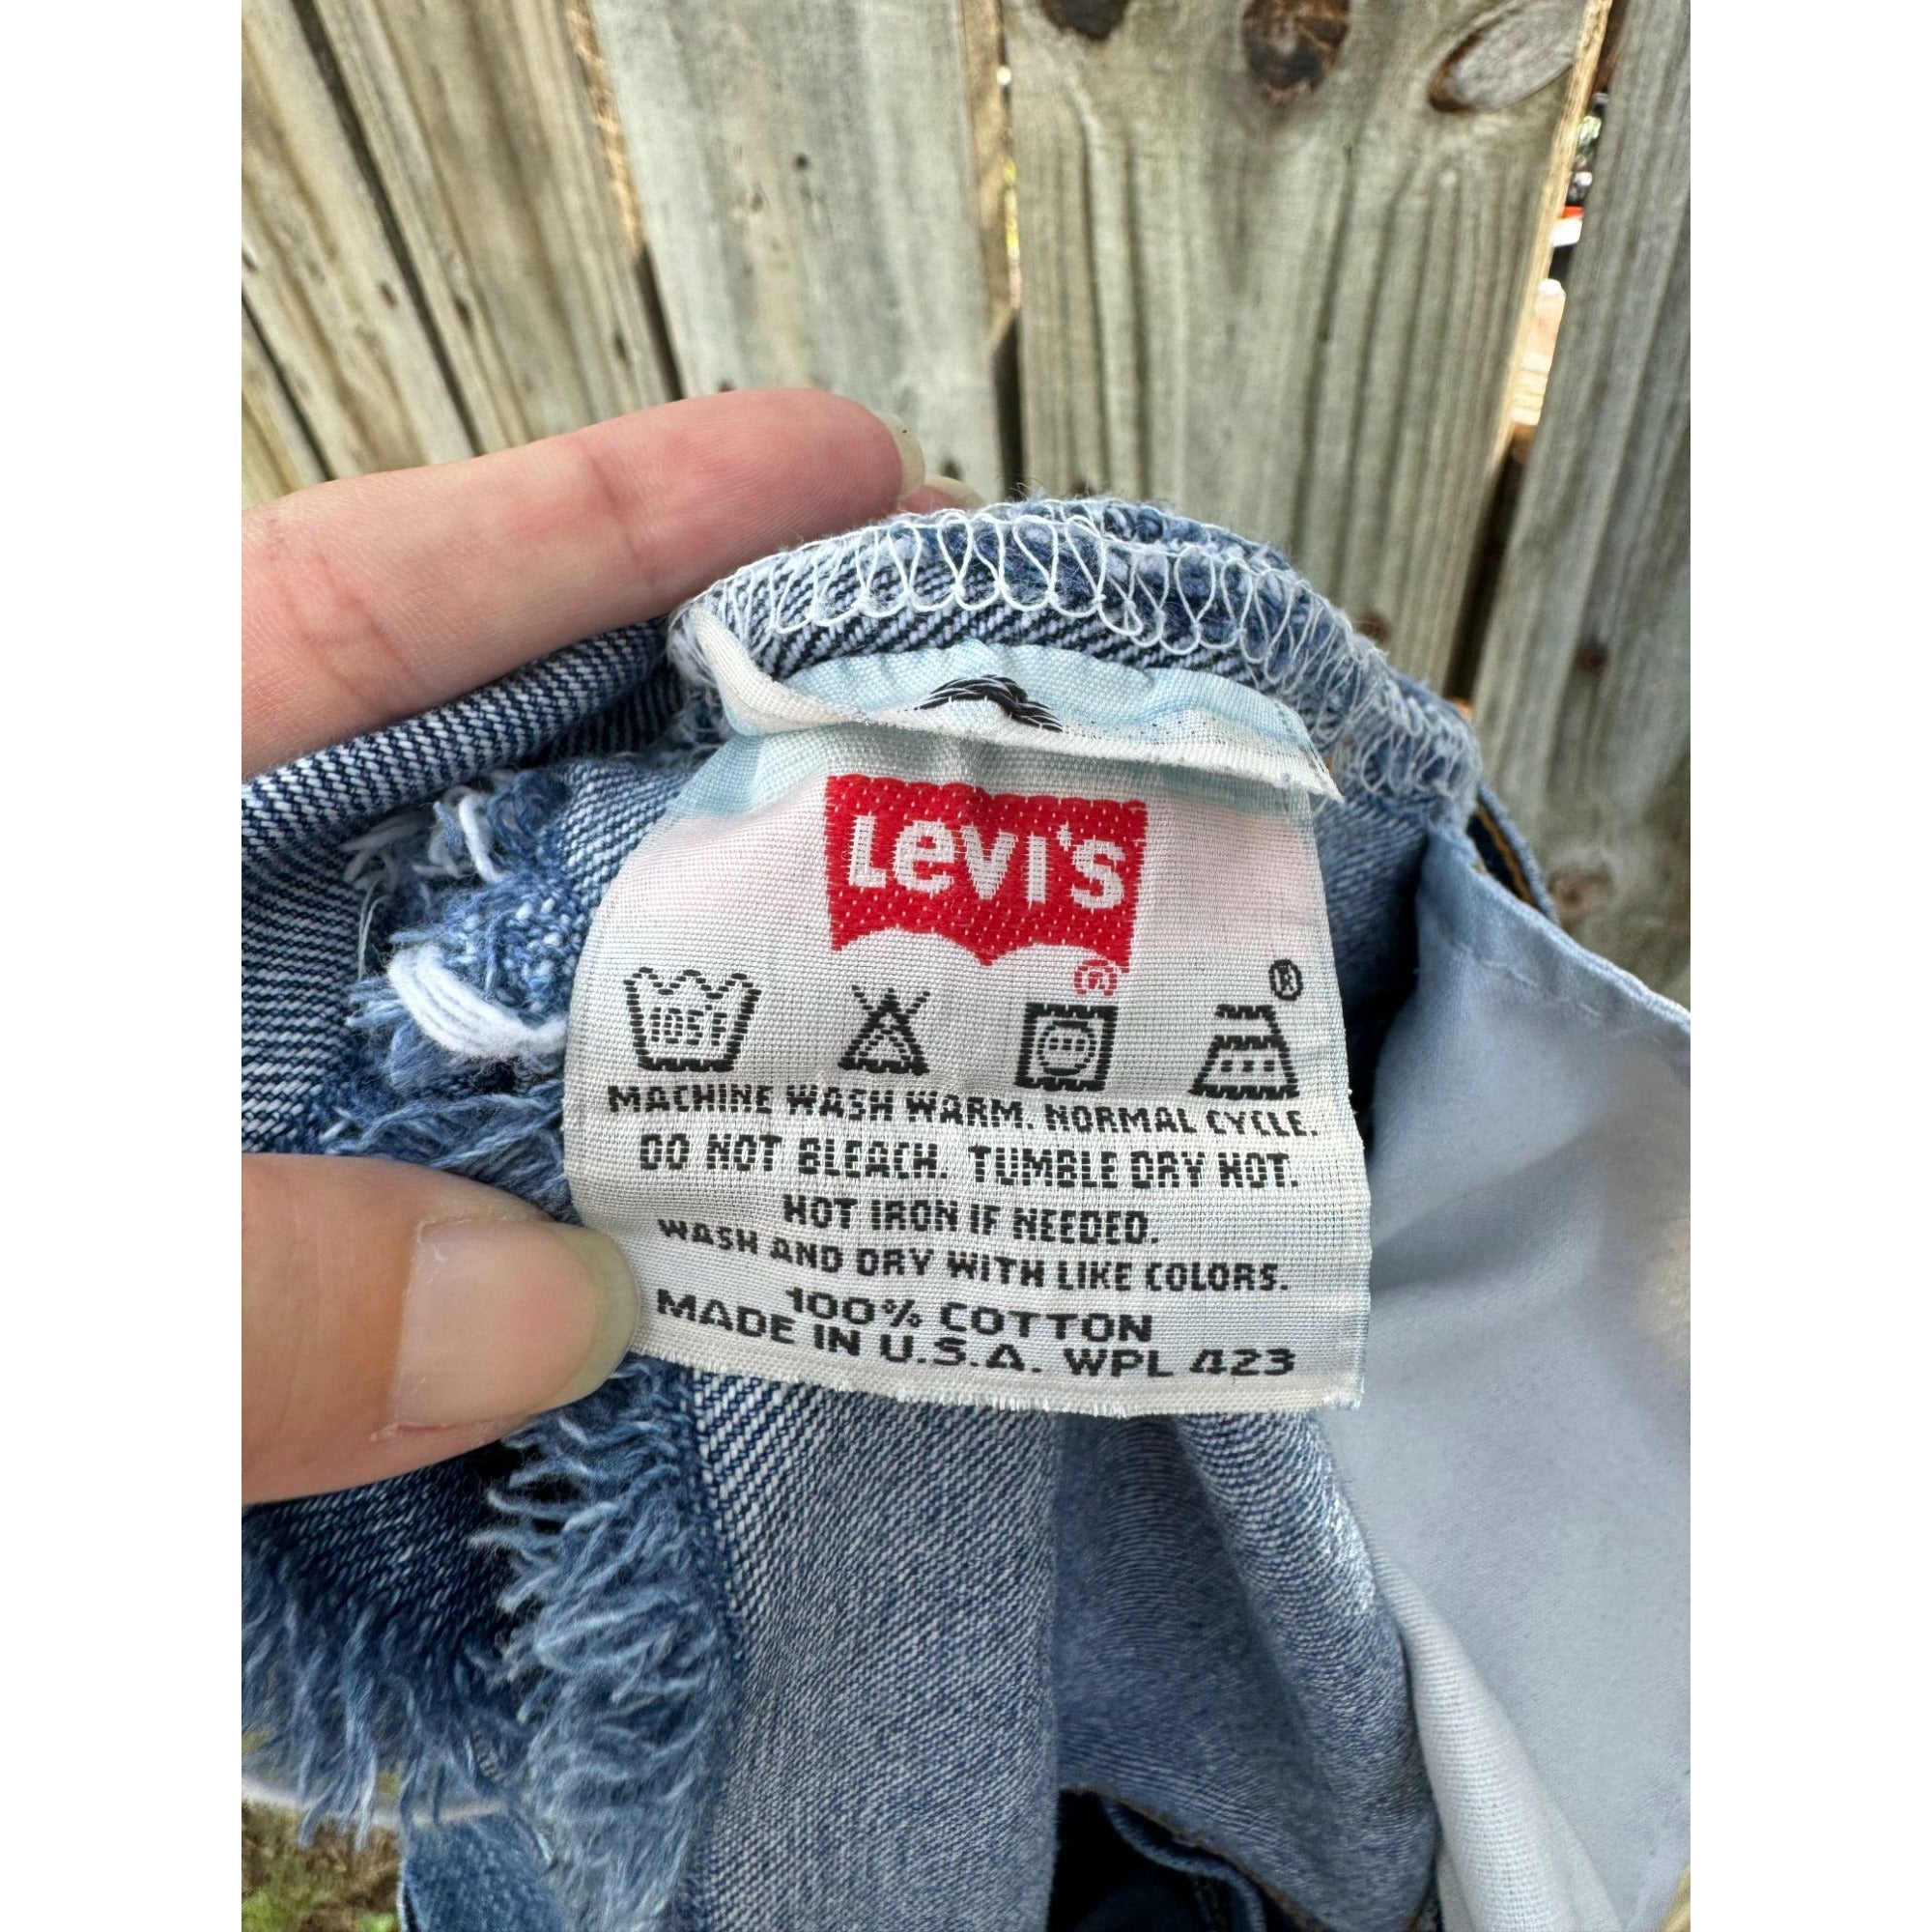 Levi's
®
®
105F
MACHINE WASH WARM. NORMAL CYCLE.
DO NOT BLEACH. TUMBLE DRY HOT.
HOT IRON IF NEEDED.
WASH AND DRY WITH LIKE COLORS.
100% COTTON
MADE IN U.S.A. WPL 423